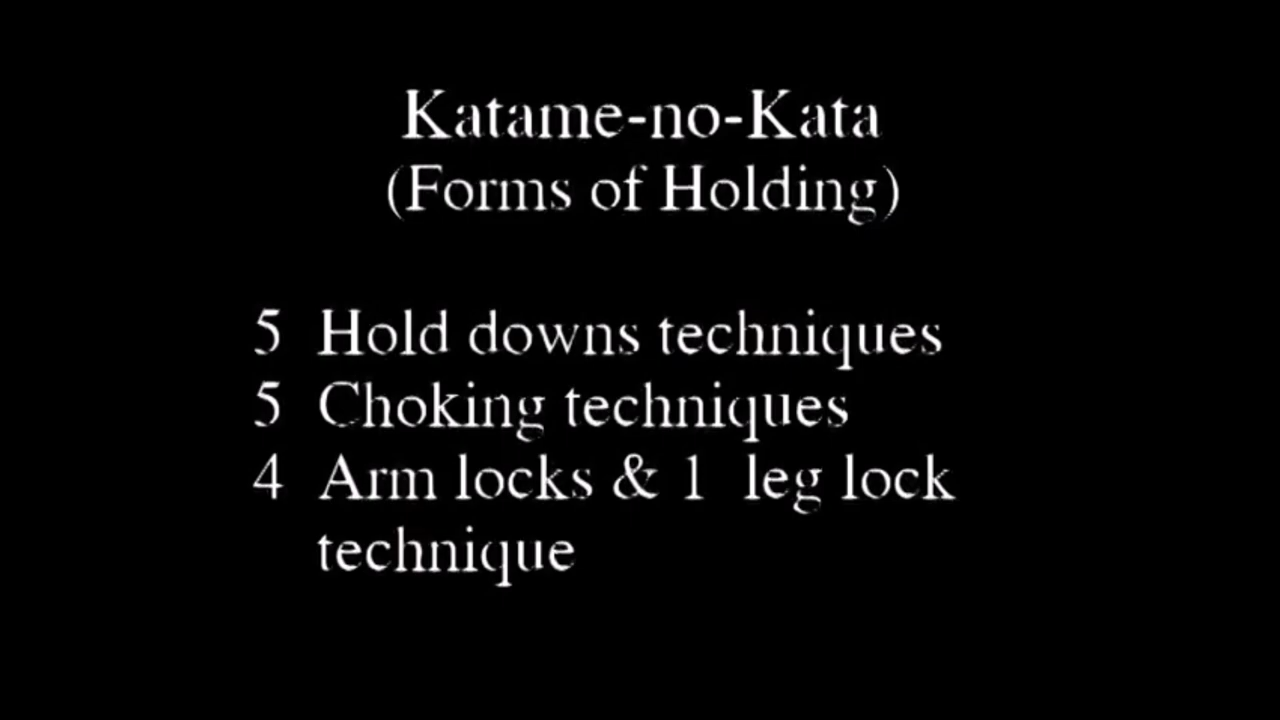 Katame-no-Kata
(Forms of Holding)
5 Hold downs techniques
5 Choking techniques
4 Arm locks & 1 leg lock
technique